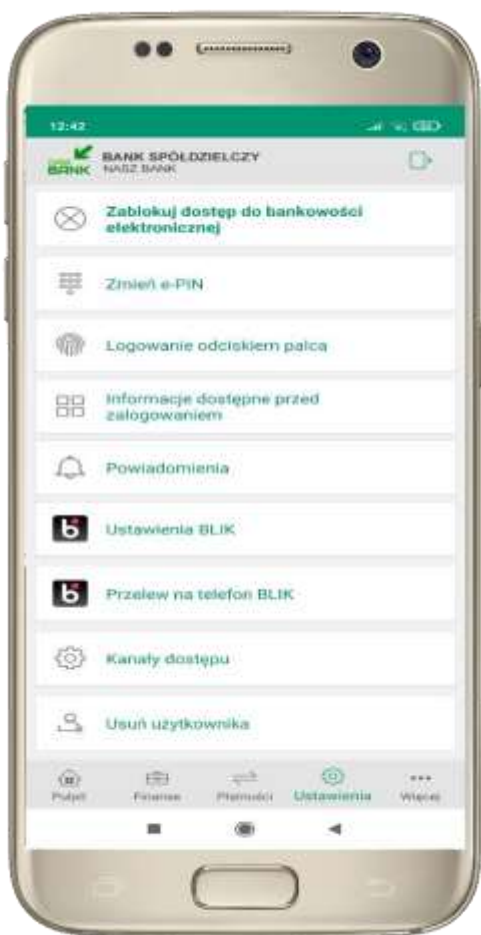 12:42
BANK
BANK SPÓŁDZIELCZY
NASZ BANK
Zablokuj dostęp do bankowości
elektronicznej
Zmień e-PIN
Logowanie odciskiem palca
Informacje dostępne przed
zalogowaniem
Powiadomienia
Ustawienia BLIK
Przelew na telefon BLIK
Kanały dostępu
Usuń użytkownika
Pulpit Finanse Płatności Ustawienia Więcej